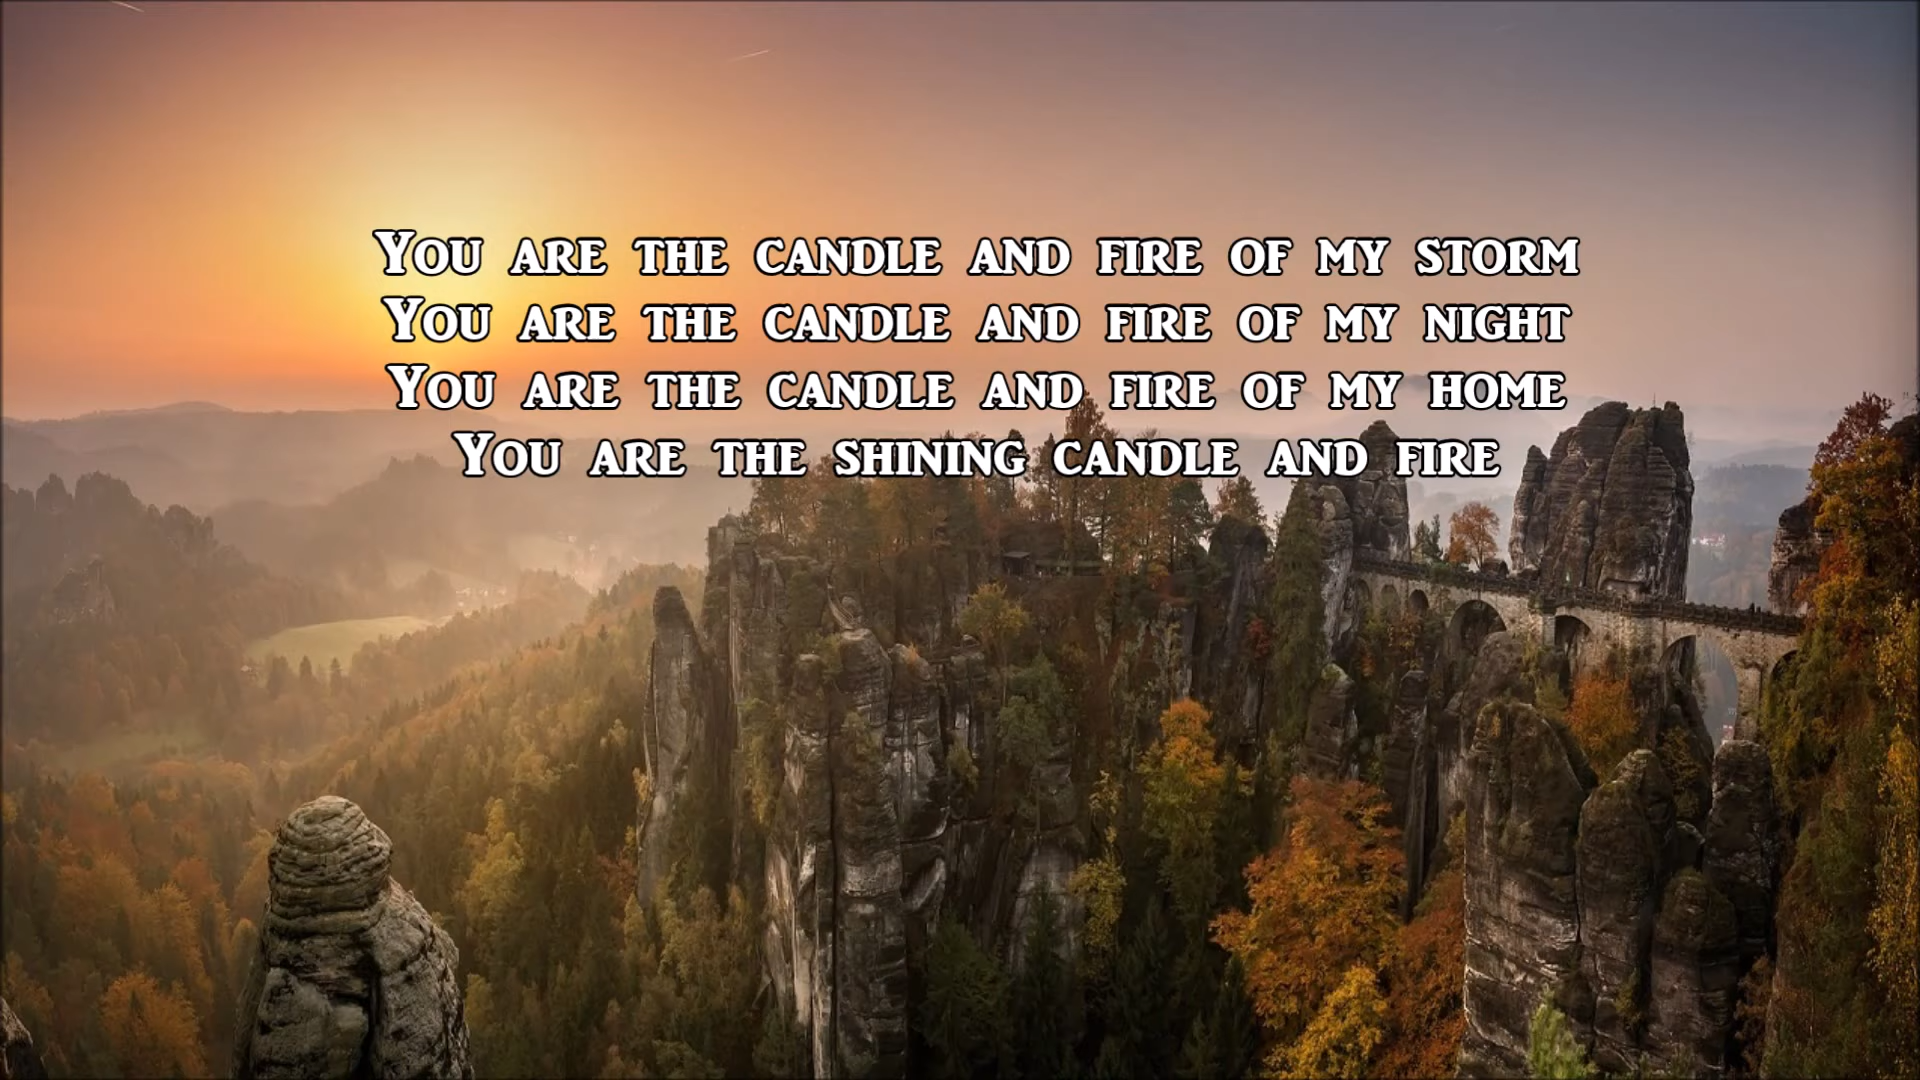 You are the candle and fire of my storm
You are the candle and fire of my night
You are the candle and fire of my home
You are the shining candle and fire